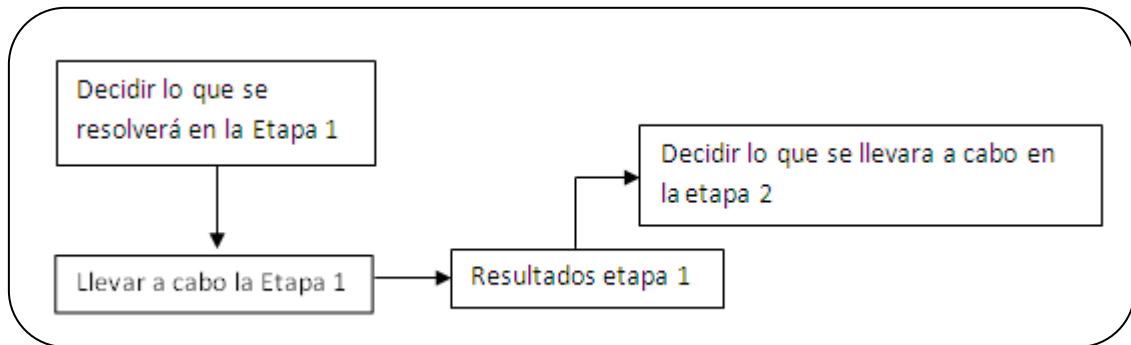 Decidir lo que se
resolverá en la Etapa 1
Llevar a cabo la Etapa 1
Resultados etapa 1
Decidir lo que se llevara a cabo en
la etapa 2